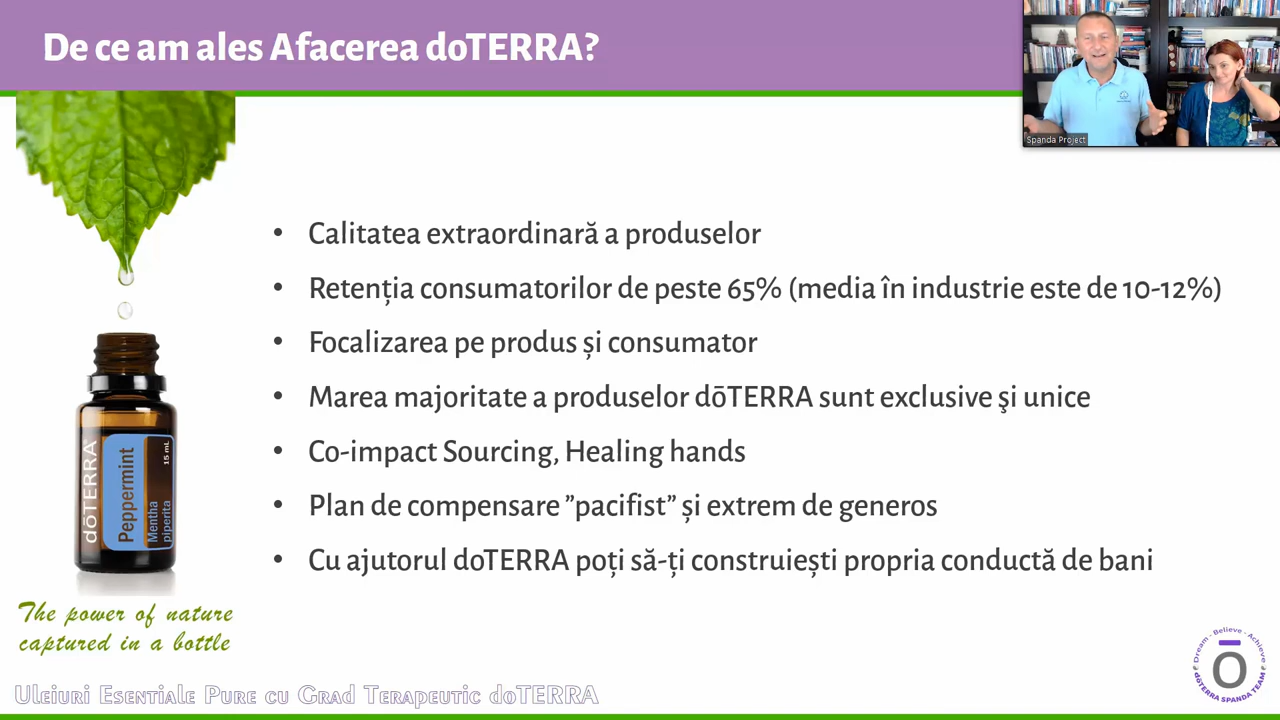 De ce am ales Afacerea doTERRA?
Spanda Project
• Calitatea extraordinară a produselor
• Retenția consumatorilor de peste 65% (media în industrie este de 10-12%)
• Focalizarea pe produs și consumator
• Marea majoritate a produselor dōTERRA sunt exclusive şi unice
• Co-impact Sourcing, Healing hands
• Plan de compensare ”pacifist” și extrem de generos
• Cu ajutorul doTERRA poți să-ți construiești propria conductă de bani
dōTERRA
Peppermint
Mentha
piperita
15 mL
The power of nature
captured in a bottle
Uleiuri Esentiale Pure cu Grad Terapeutic doTERRA
Dream - Believe - Achieve
Ō
dōTERRA SPANDA TEAM